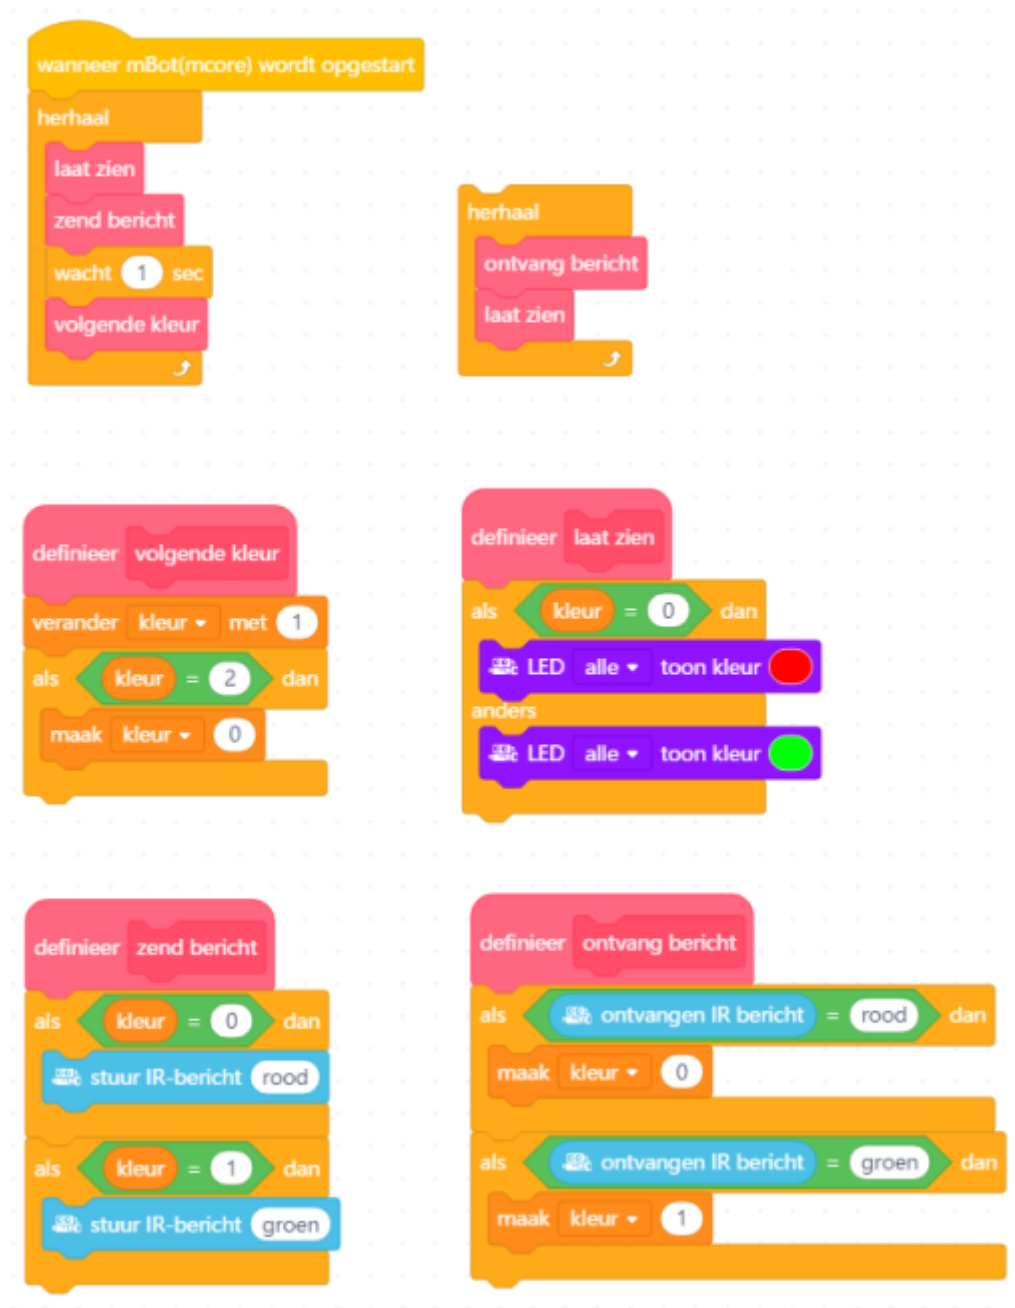 wanneer mBot(mcore) wordt opgestart
herhaal
laat zien
zend bericht
wacht 1 sec
volgende kleur
herhaal
ontvang bericht
laat zien
definieer volgende kleur
verander kleur met 1
als kleur = 2 dan
maak kleur 0
definieer laat zien
als kleur = 0 dan
LED alle toon kleur
anders
LED alle toon kleur
definieer zend bericht
als kleur = 0 dan
stuur IR-bericht rood
als kleur = 1 dan
stuur IR-bericht groen
definieer ontvang bericht
als ontvangen IR bericht = rood dan
maak kleur 0
als ontvangen IR bericht = groen dan
maak kleur 1